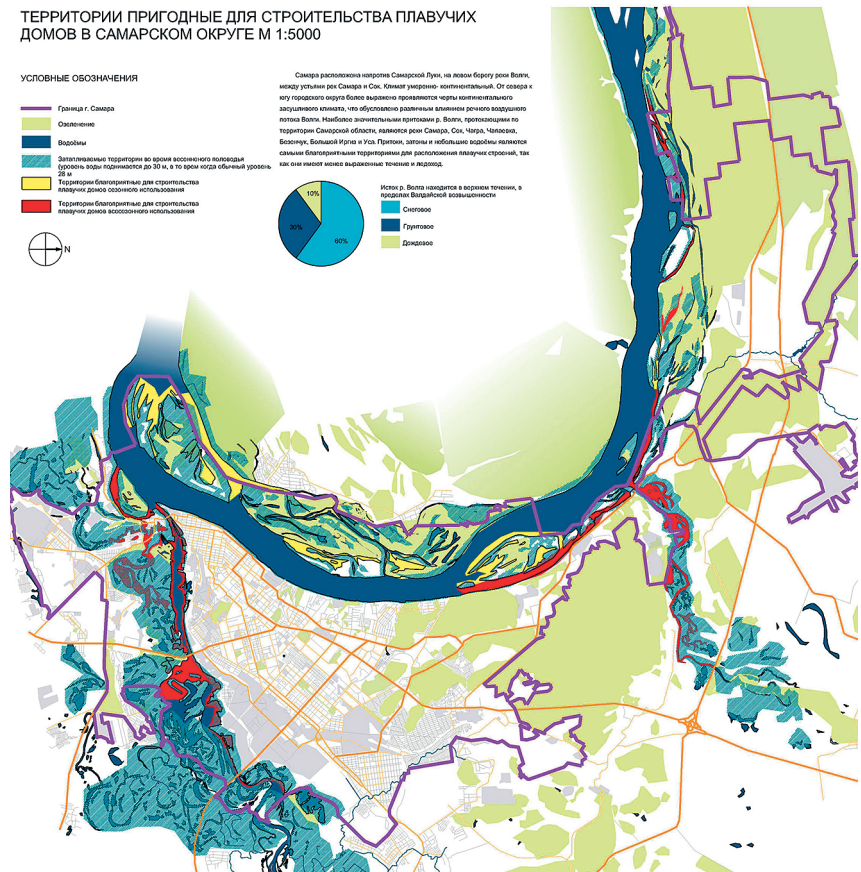 ТЕРРИТОРИИ ПРИГОДНЫЕ ДЛЯ СТРОИТЕЛЬСТВА ПЛАВУЧИХ
ДОМОВ В САМАРСКОМ ОКРУГЕ М 1:5000
УСЛОВНЫЕ ОБОЗНАЧЕНИЯ
Граница г. Самара
Озеленение
Водоёмы
Затапливаемые территории во время весеннего половодья
(уровень воды поднимается до 30 м, в то врем когда обычный уровень
28 м
Территории благоприятные для строительства
плавучих домов сезонного использования
Территории благоприятные для строительства
плавучих домов всесезонного использования
N
Самара расположена напротив Самарской Луки, на левом берегу реки Волги,
между устьями рек Самара и Сок. Климат умеренно- континентальный. От севера к
югу городского округа более выражено проявляются черты континентального
засушливого климата, что обусловлено различным влиянием речного воздушного
потока Волги. Наиболее значительными притоками р. Волги, протекающими по
территории Самарской области, являются реки Самара, Сок, Чагра, Чапаевка,
Безенчук, Большой Иргиз и Уса. Притоки, затоны и небольшие водоёмы являются
самыми благоприятными территориями для расположения плавучих строений, так
как они имеют менее выраженные течение и ледоход.
10%
30%
60%
Исток р. Волга находится в верхнем течении, в
пределах Валдайской возвышенности
Снеговое
Грунтовое
Дождевое